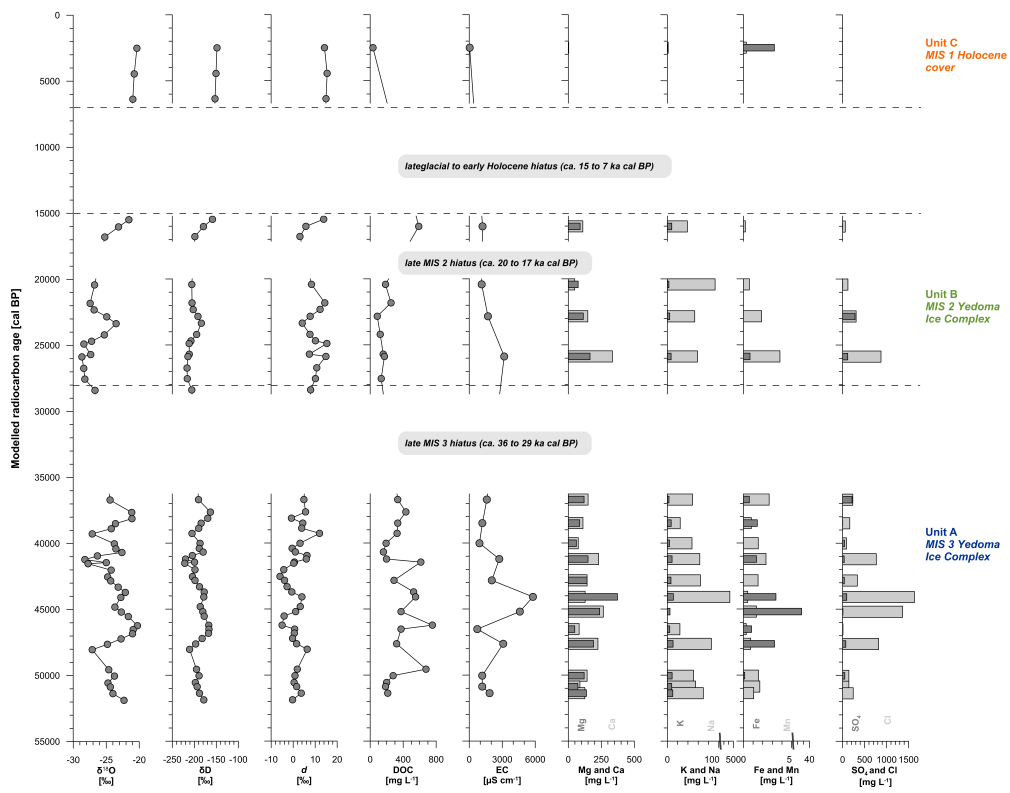 Modelled radiocarbon age [cal BP]
0
5000
10000
15000
20000
25000
30000
35000
40000
45000
50000
55000
Unit C
MIS 1 Holocene
cover
lateglacial to early Holocene hiatus (ca. 15 to 7 ka cal BP)
late MIS 2 hiatus (ca. 20 to 17 ka cal BP)
Unit B
MIS 2 Yedoma
Ice Complex
late MIS 3 hiatus (ca. 36 to 29 ka cal BP)
Unit A
MIS 3 Yedoma
Ice Complex
Mg Ca K Na Fe Mn SO₄ Cl
-30 -25 -20
δ¹⁸O
[‰]
-250 -200 -150 -100
δD
[‰]
-10 0 10 20
d
[‰]
0 200 400 600 800
DOC
[mg L⁻¹]
0 2000 4000 6000
EC
[µS cm⁻¹]
0 250 500
Mg and Ca
[mg L⁻¹]
0 100 500
K and Na
[mg L⁻¹]
0 5 40
Fe and Mn
[mg L⁻¹]
0 500 1000 1500
SO₄ and Cl
[mg L⁻¹]